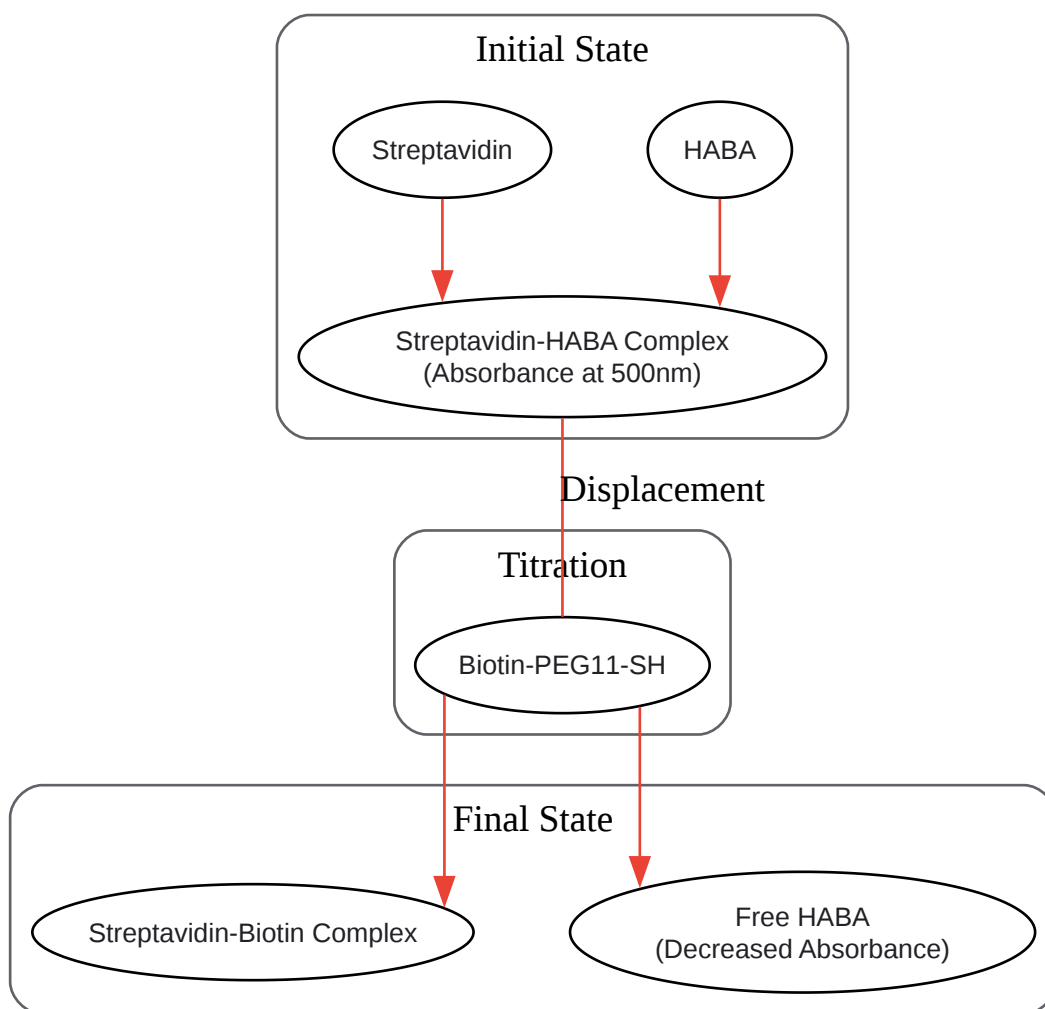 Initial State
Streptavidin
HABA
Streptavidin-HABA Complex
(Absorbance at 500nm)
Displacement
Titration
Biotin-PEG11-SH
Final State
Streptavidin-Biotin Complex
Free HABA
(Decreased Absorbance)